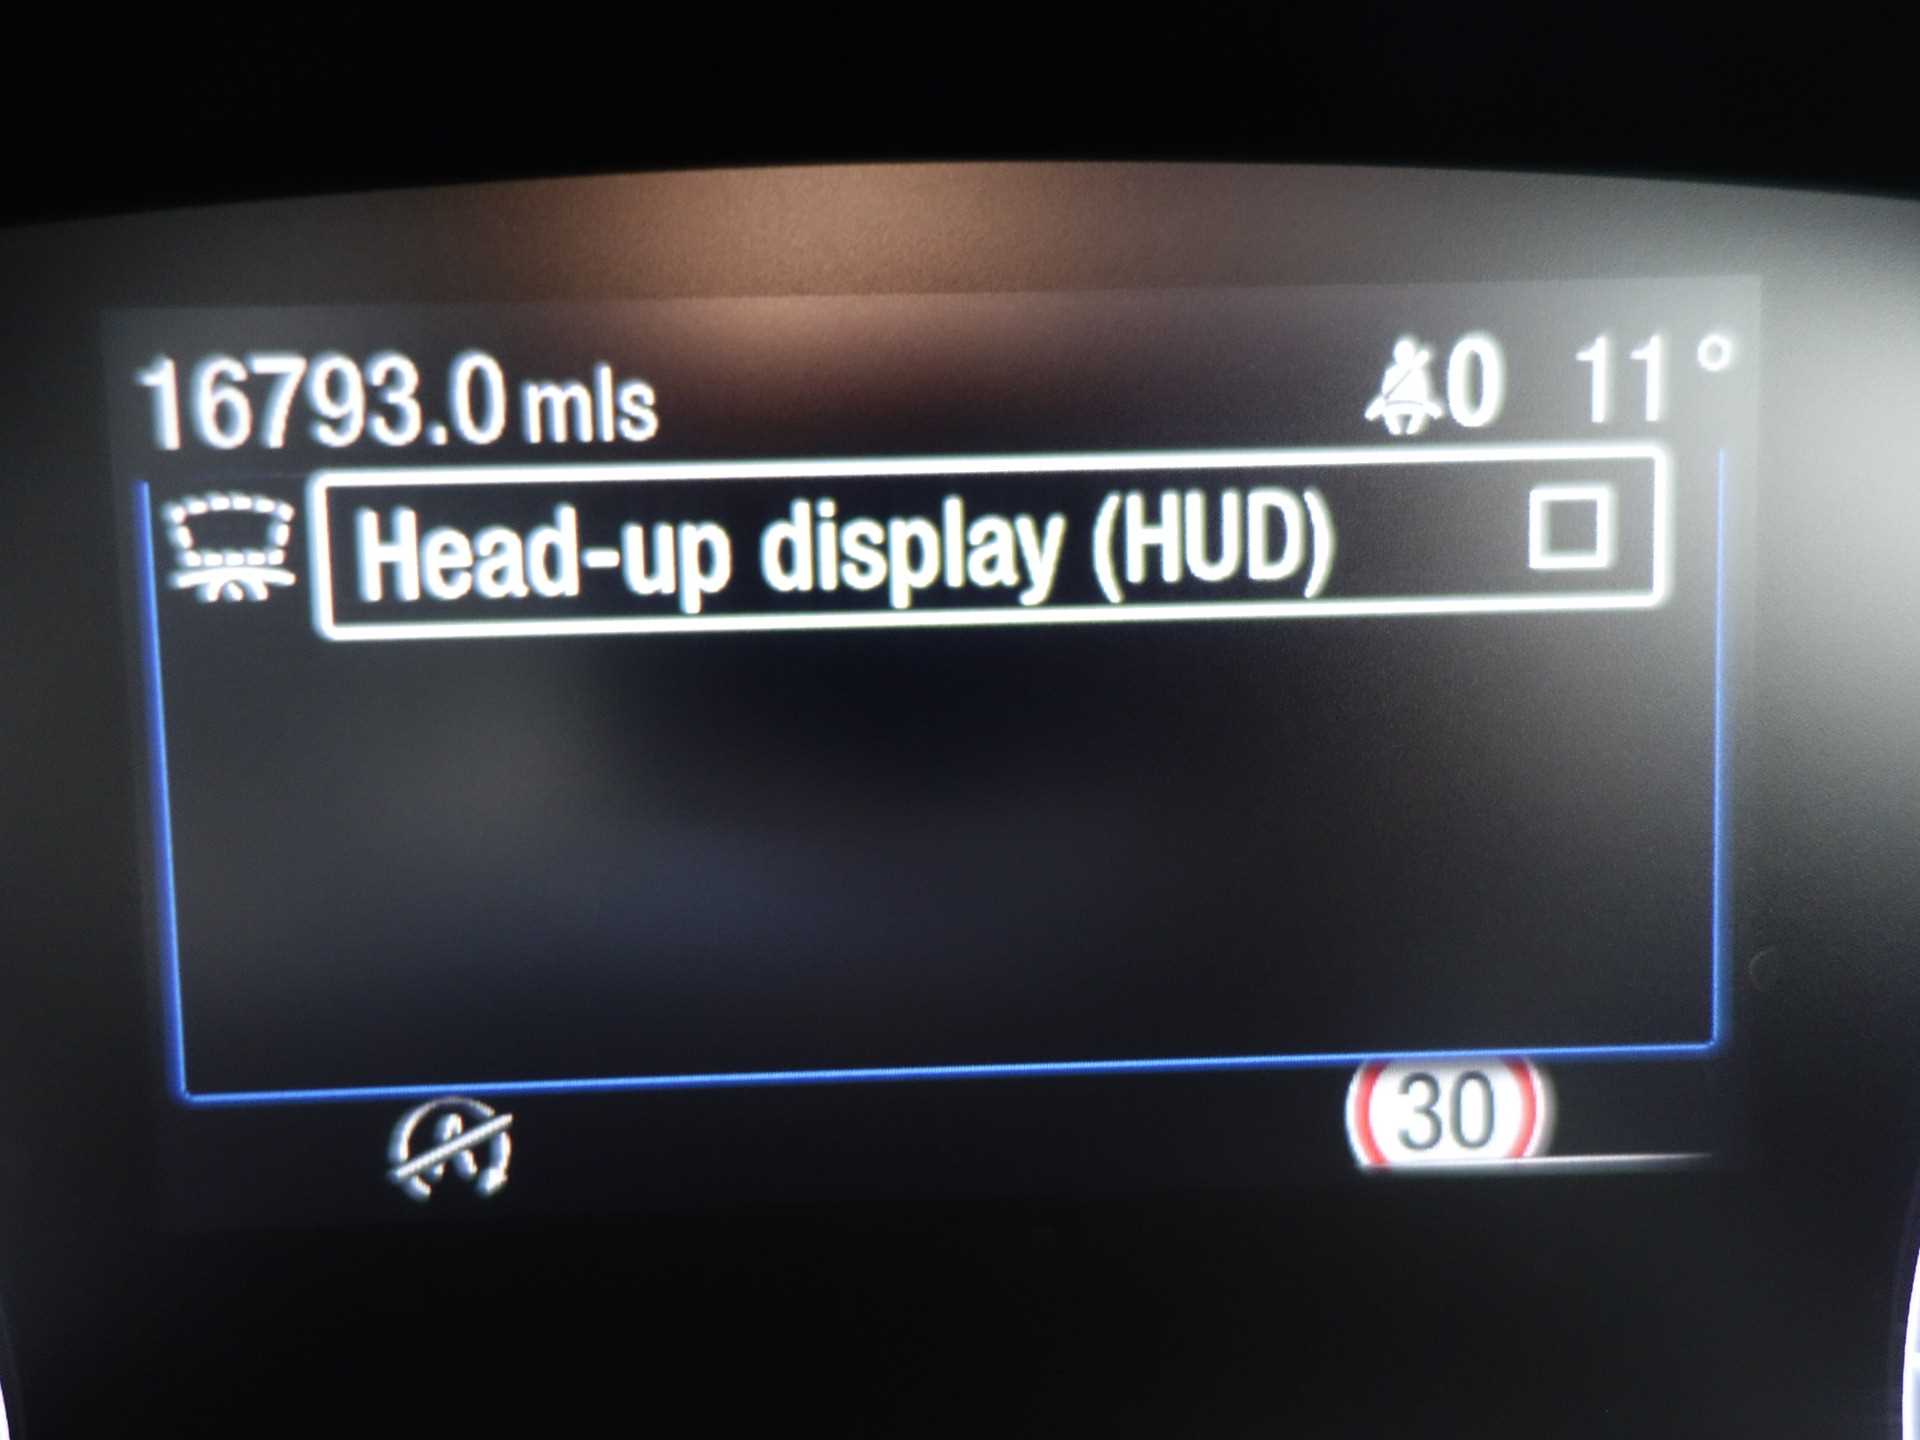 16793.0 mls 0 11°
Head-up display (HUD)
A
30